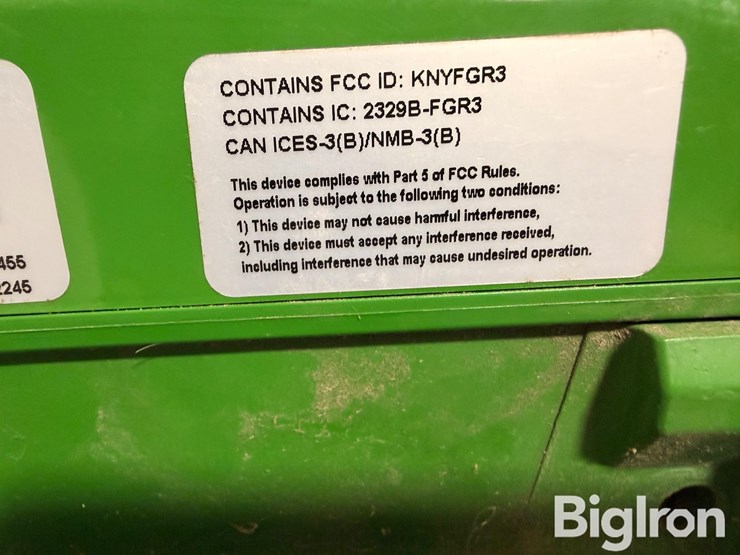 CONTAINS FCC ID: KNYFGR3
CONTAINS IC: 2329B-FGR3
CAN ICES-3(B)/NMB-3(B)
This device complies with Part 5 of FCC Rules.
Operation is subject to the following two conditions:
1) This device may not cause harmful interference,
2) This device must accept any interference received,
including interference that may cause undesired operation.
455
2245
BigIron